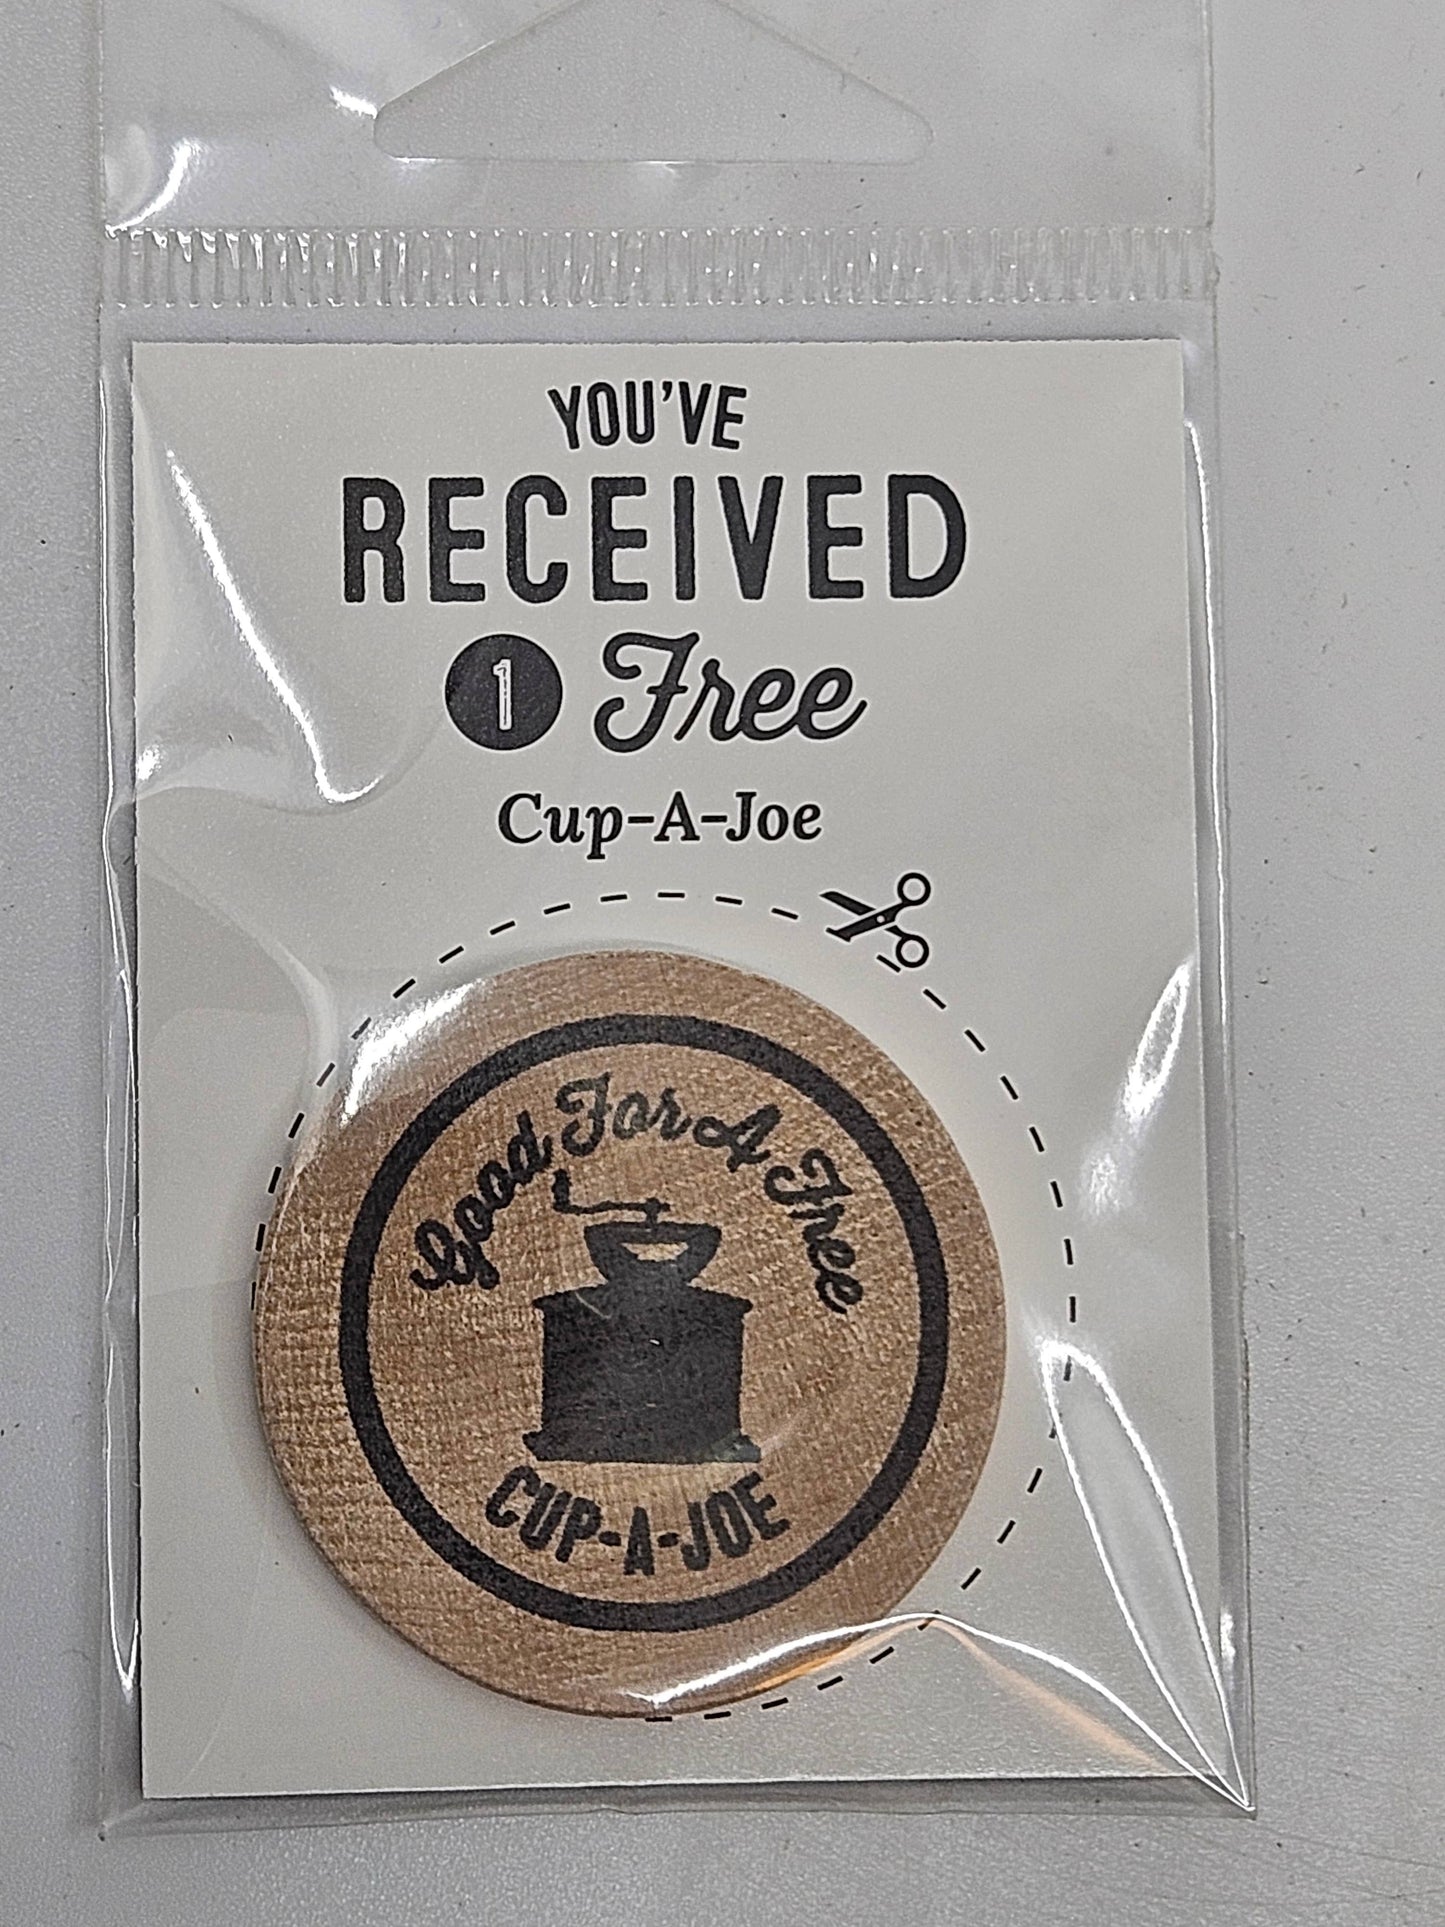 YOU'VE
RECEIVED
1 Free
Cup-A-Joe
Good For A Free
CUP-A-JOE